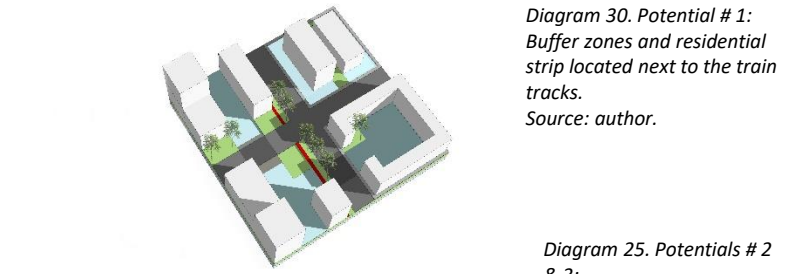 Diagram 30. Potential # 1:
Buffer zones and residential
strip located next to the train
tracks.
Source: author.
Diagram 25. Potentials # 2